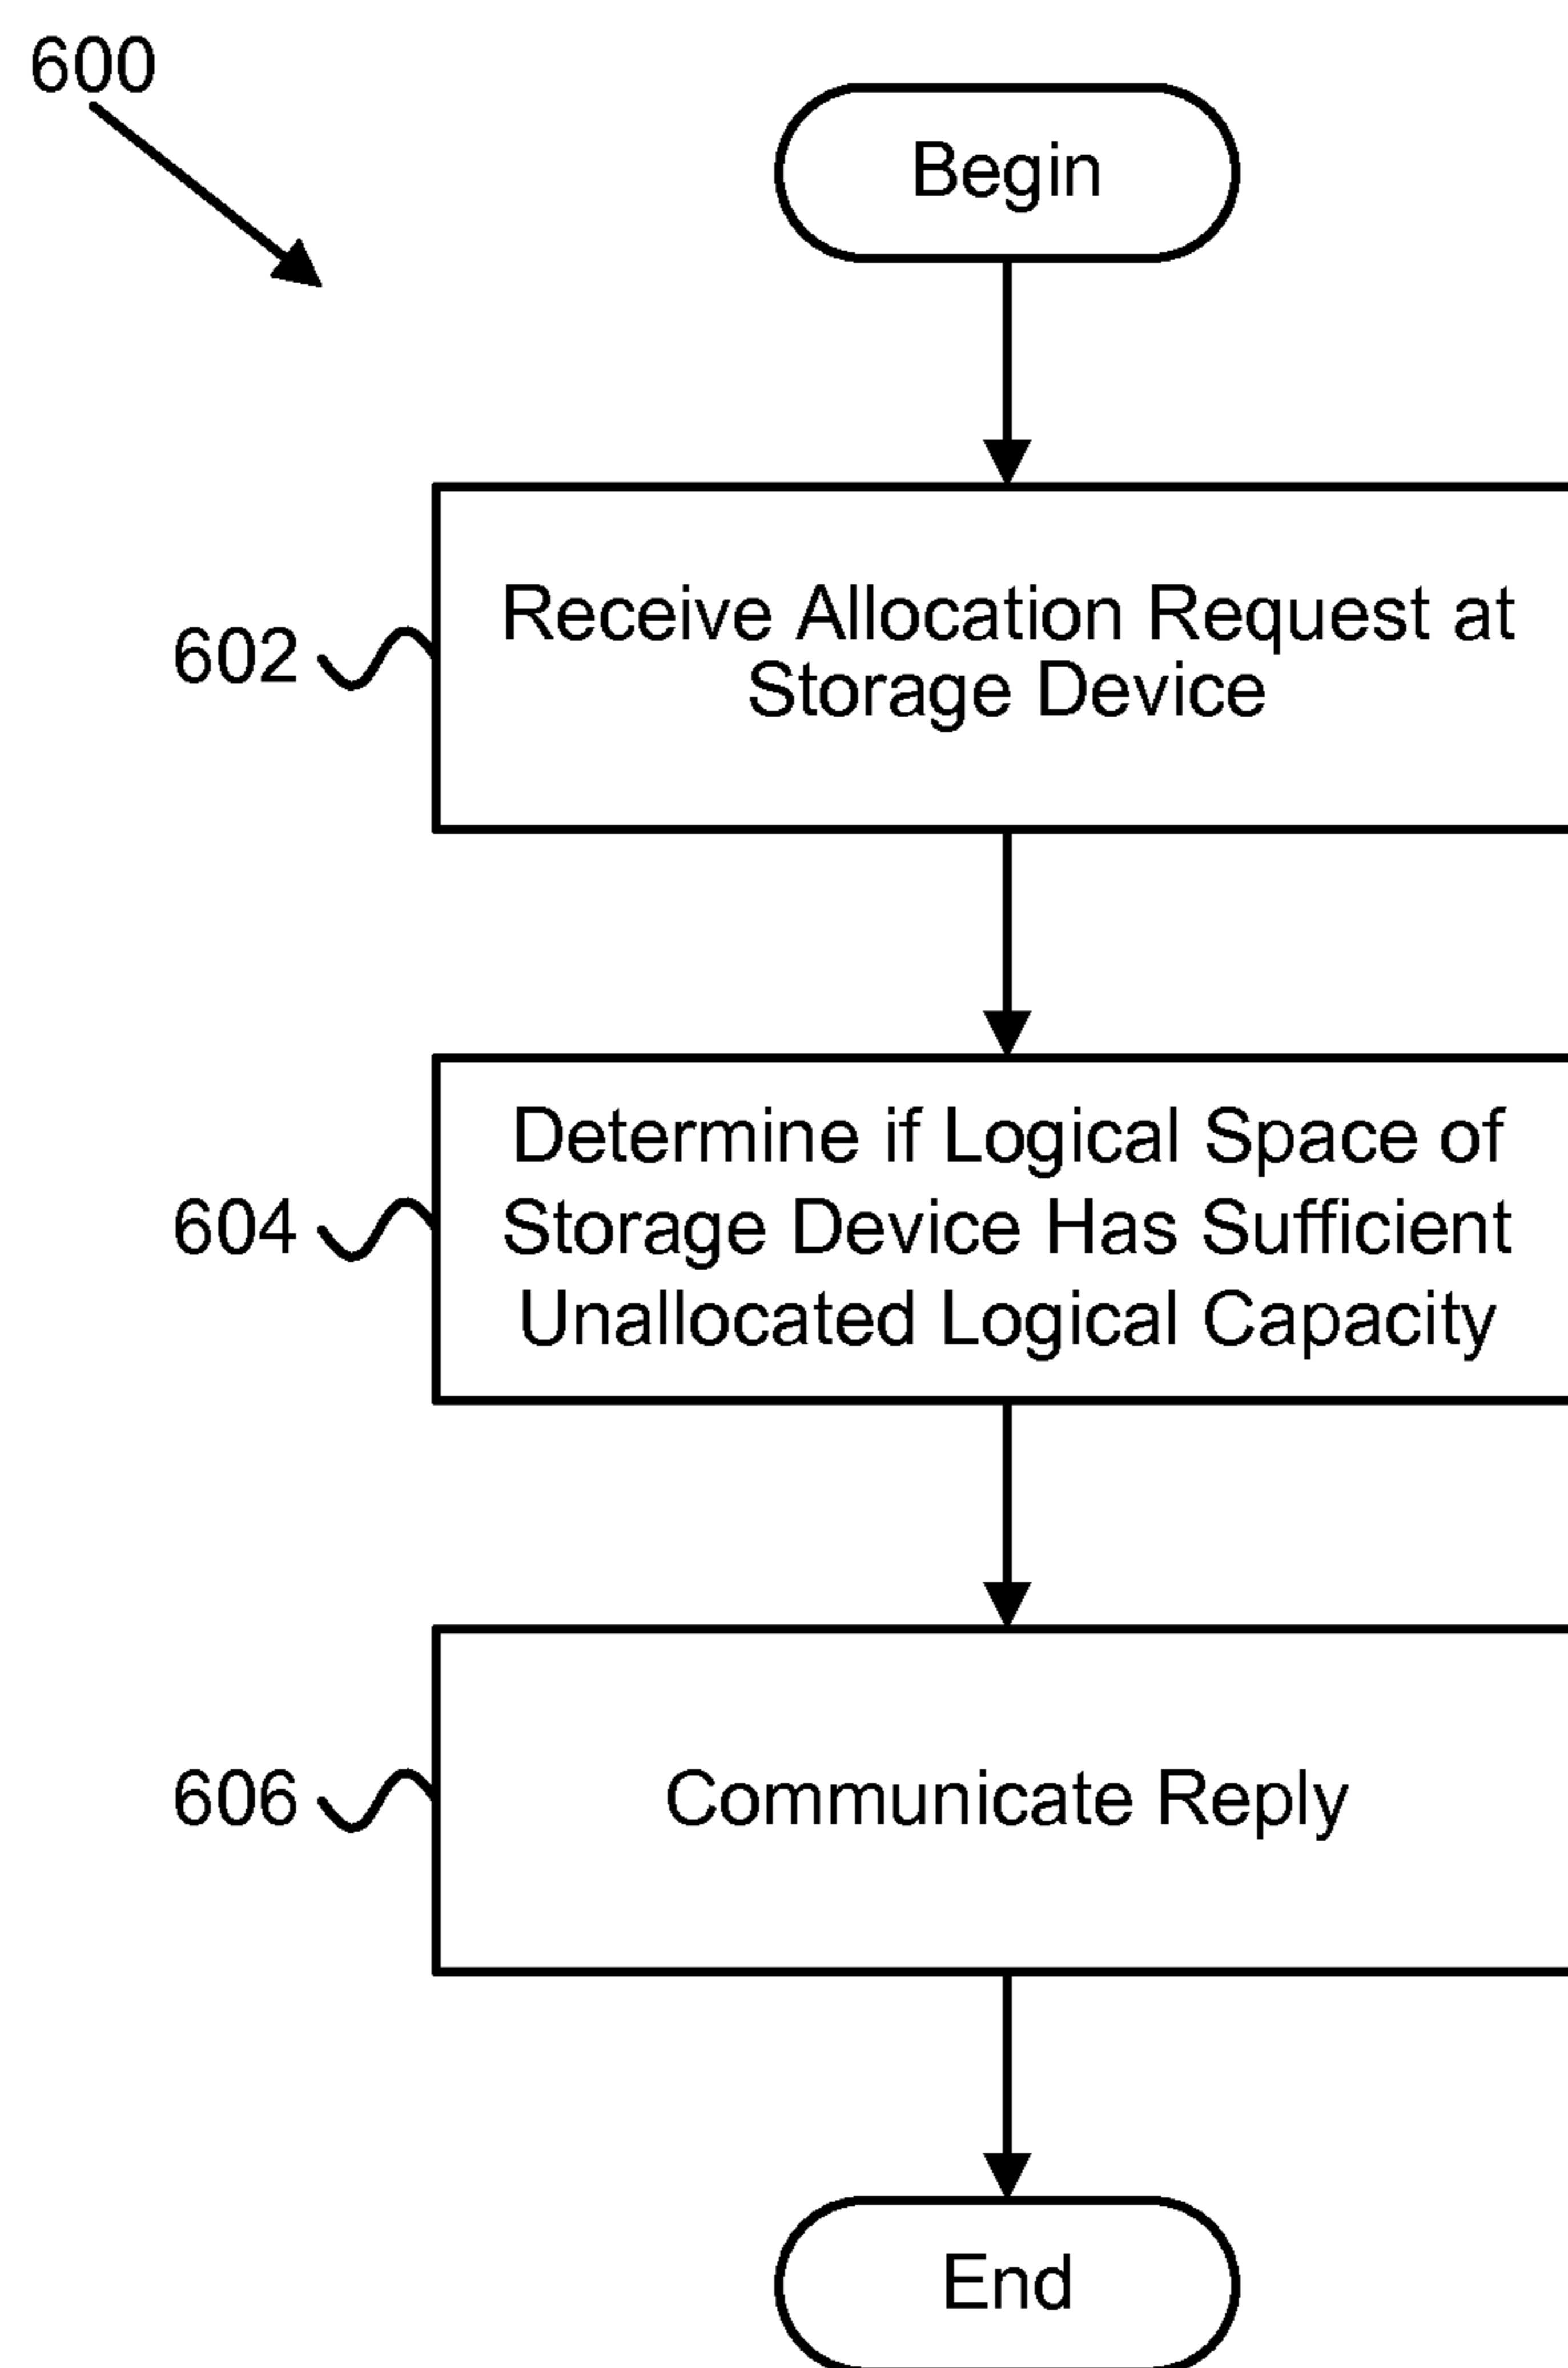 600
Begin
602
Receive Allocation Request at
Storage Device
604
Determine if Logical Space of
Storage Device Has Sufficient
Unallocated Logical Capacity
606
Communicate Reply
End